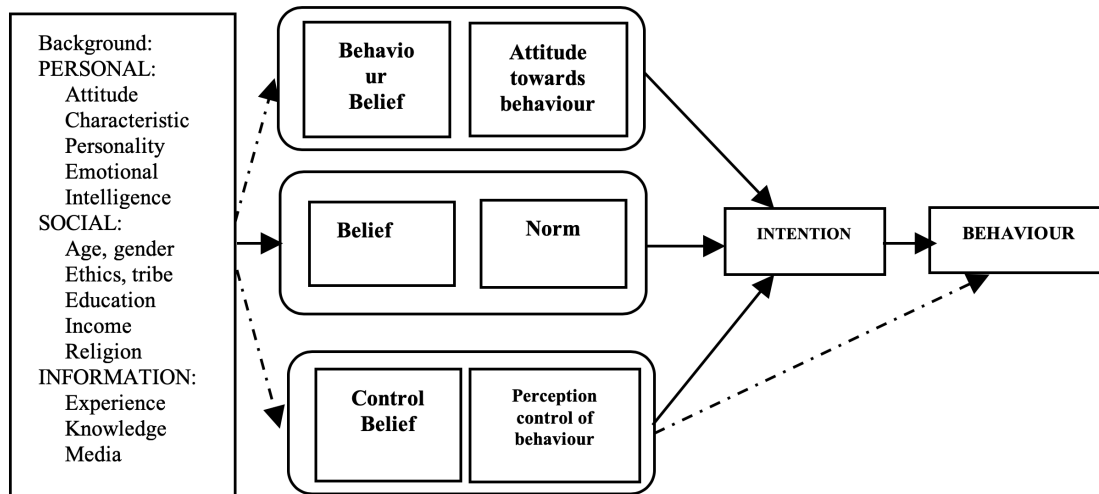 Background:
PERSONAL:
Attitude
Characteristic
Personality
Emotional
Intelligence
SOCIAL:
Age, gender
Ethics, tribe
Education
Income
Religion
INFORMATION:
Experience
Knowledge
Media
Behavio
ur
Belief
Attitude
towards
behaviour
Belief
Norm
Control
Belief
Perception
control of
behaviour
INTENTION
BEHAVIOUR